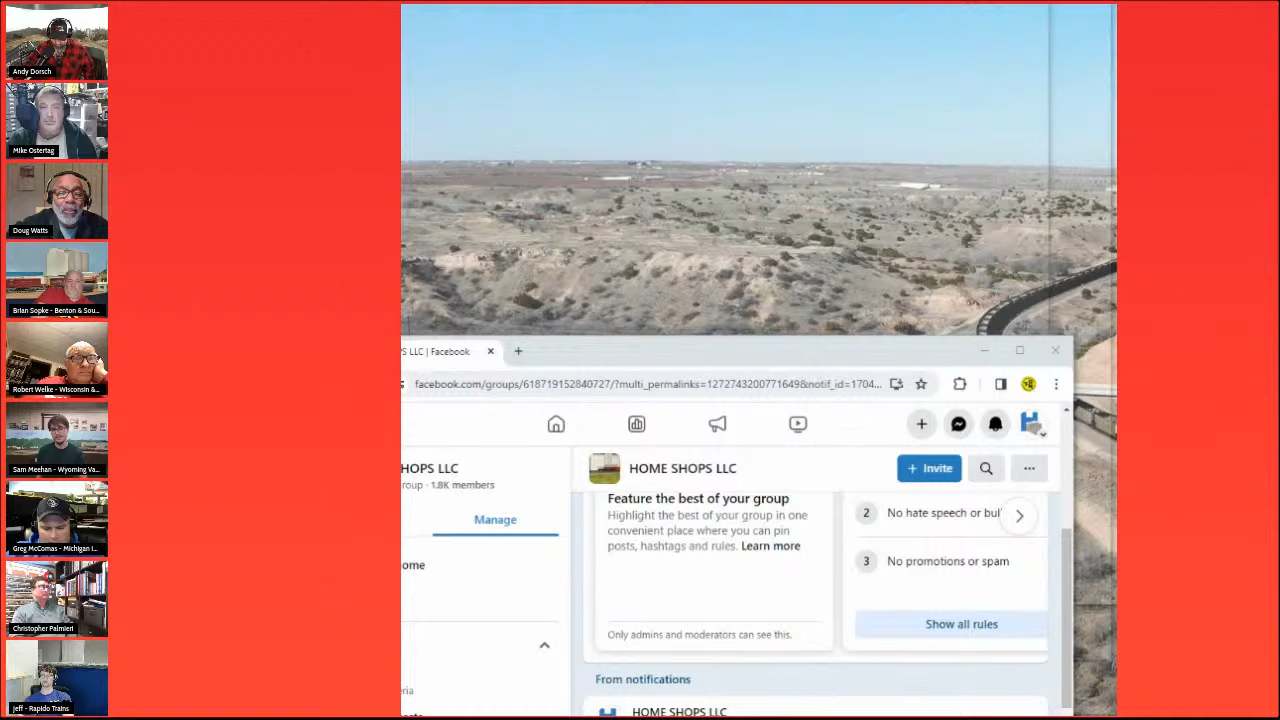 Andy Dorsch
Mike Ostertag
Doug Watts
Brian Sopke - Benton & Sou...
Robert Welke - Wisconsin &...
Sam Meehan - Wyoming Va...
Greg McComas - Michigan I...
Christopher Palmieri
Jeff - Rapido Trains
S LLC | Facebook
facebook.com/groups/618719152840727/?multi_permalinks=1272743200771649&notif_id=1704...
HOPS LLC
roup · 1.8K members
Manage
ome
ria
HOME SHOPS LLC
+ Invite
Feature the best of your group
Highlight the best of your group in one
convenient place where you can pin
posts, hashtags and rules. Learn more
Only admins and moderators can see this.
2 No hate speech or bul
3 No promotions or spam
Show all rules
From notifications
HOME SHOPS LLC